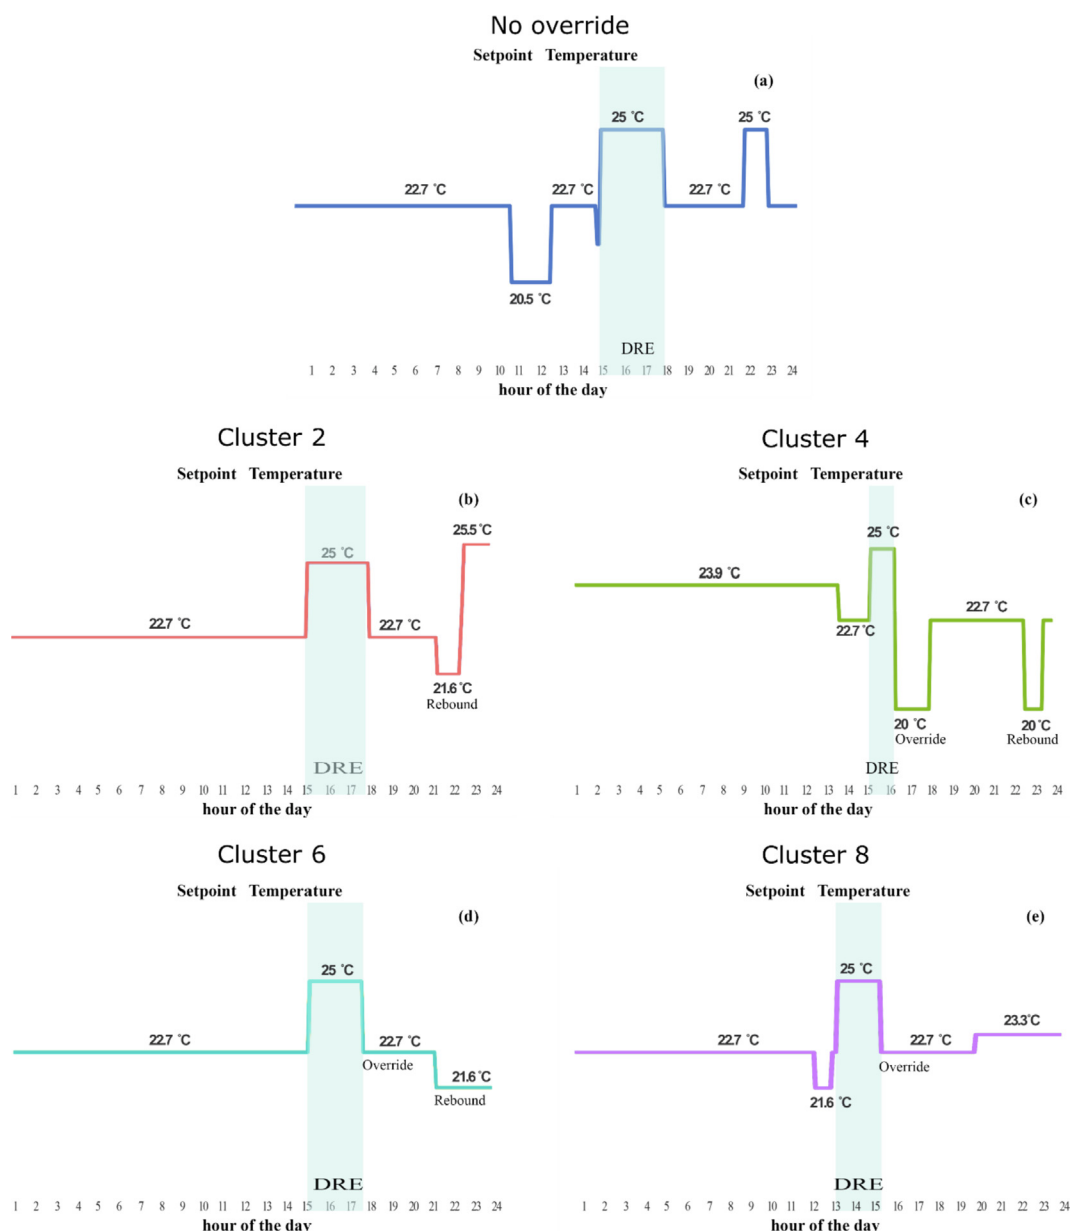 No override
Setpoint Temperature
(a)
25 °C 25 °C
22.7 °C 22.7 °C 22.7 °C
20.5 °C
DRE
1 2 3 4 5 6 7 8 9 10 11 12 13 14 15 16 17 18 19 20 21 22 23 24
hour of the day
Cluster 2
Setpoint Temperature
(b)
25.5 °C
25 °C
22.7 °C 22.7 °C
21.6 °C
Rebound
DRE
1 2 3 4 5 6 7 8 9 10 11 12 13 14 15 16 17 18 19 20 21 22 23 24
hour of the day
Cluster 4
Setpoint Temperature
(c)
25 °C
23.9 °C
22.7 °C
22.7 °C
20 °C 20 °C
Override Rebound
DRE
1 2 3 4 5 6 7 8 9 10 11 12 13 14 15 16 17 18 19 20 21 22 23 24
hour of the day
Cluster 6
Setpoint Temperature
(d)
25 °C
22.7 °C 22.7 °C
Override
21.6 °C
Rebound
DRE
1 2 3 4 5 6 7 8 9 10 11 12 13 14 15 16 17 18 19 20 21 22 23 24
hour of the day
Cluster 8
Setpoint Temperature
(e)
25 °C
23.3°C
22.7 °C 22.7 °C
Override
21.6 °C
DRE
1 2 3 4 5 6 7 8 9 10 11 12 13 14 15 16 17 18 19 20 21 22 23 24
hour of the day